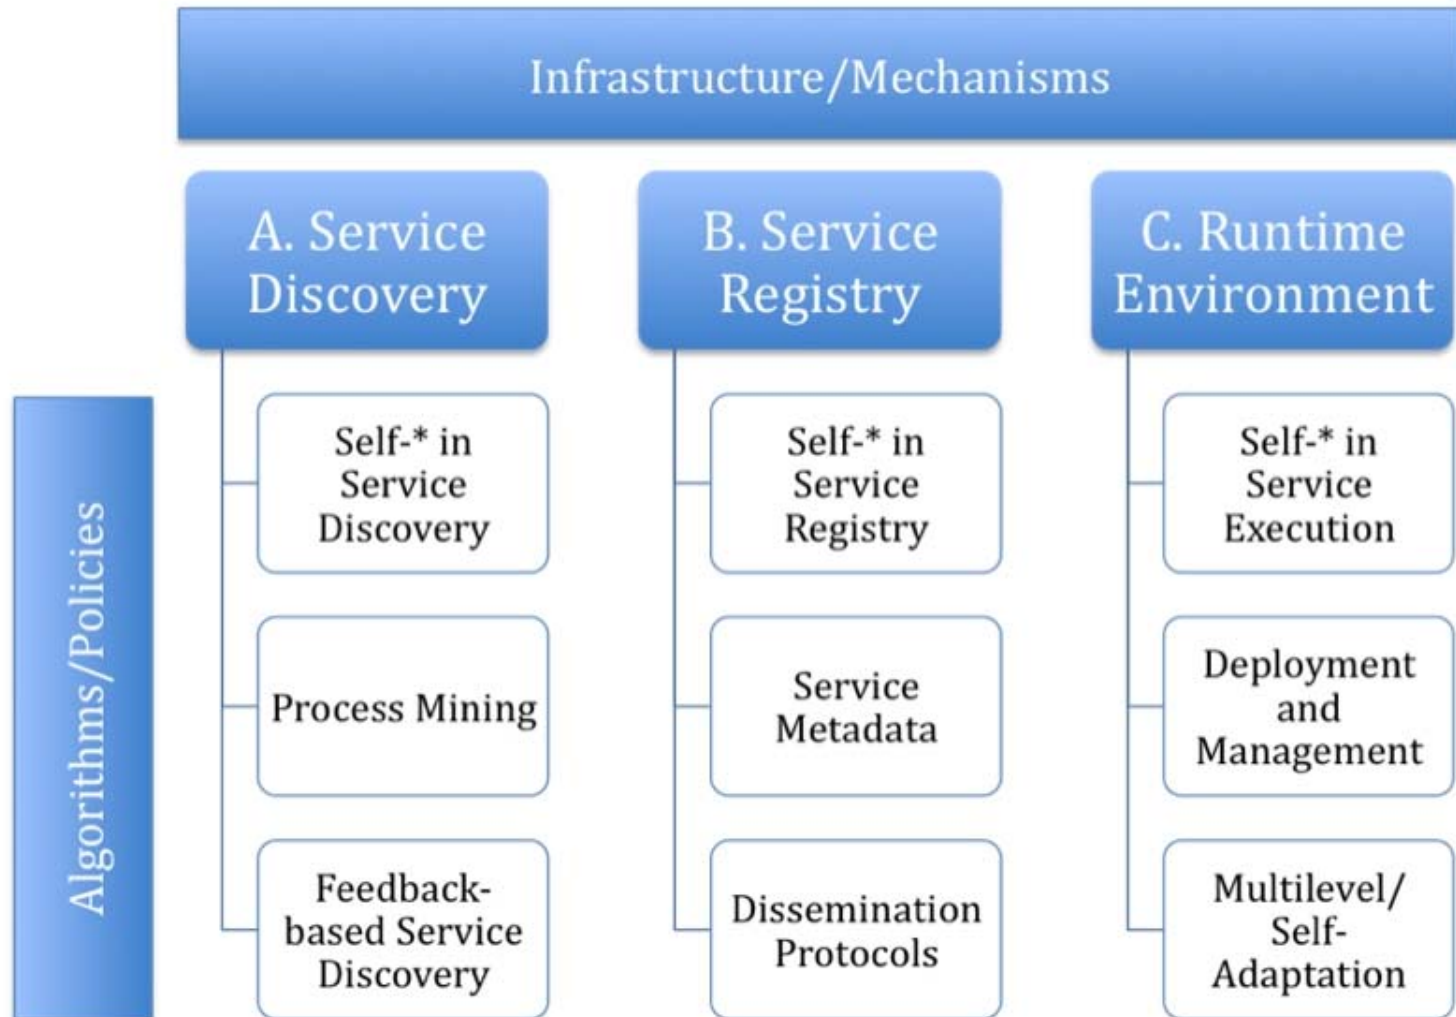 Infrastructure/Mechanisms
A. Service
Discovery
B. Service
Registry
C. Runtime
Environment
Algorithms/Policies
Self-* in
Service
Discovery
Process Mining
Feedback-
based Service
Discovery
Self-* in
Service
Registry
Service
Metadata
Dissemination
Protocols
Self-* in
Service
Execution
Deployment
and
Management
Multilevel/
Self-
Adaptation